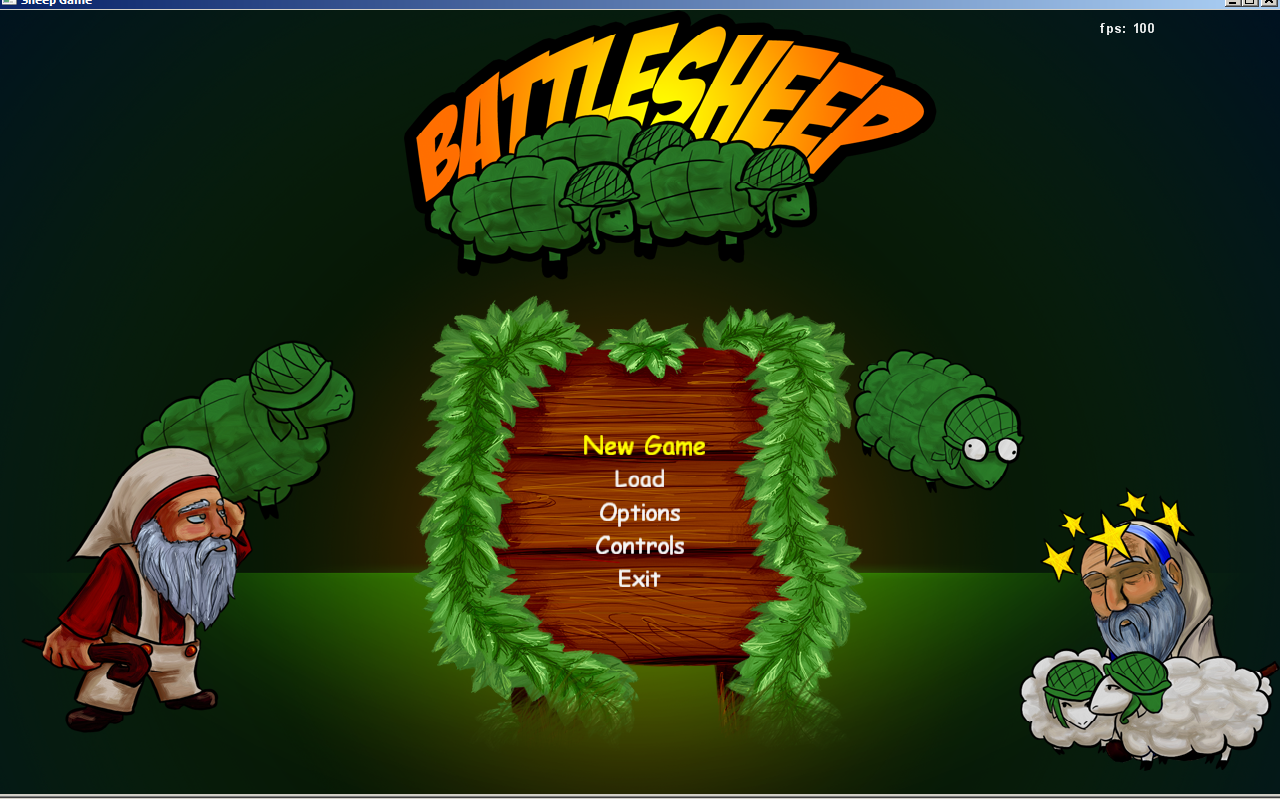 Sheep Game
fps: 100
BATTLESHEEP
New Game
Load
Options
Controls
Exit